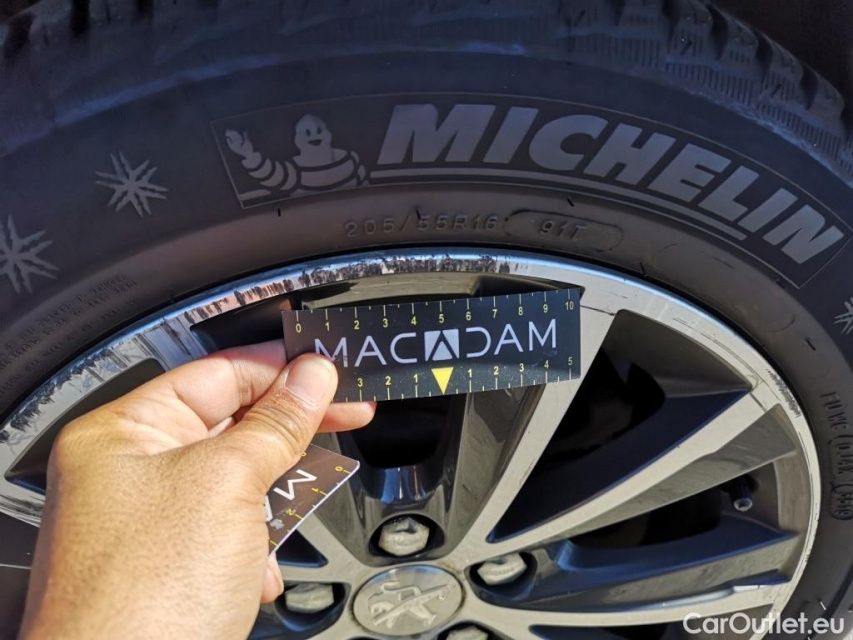 MICHELIN
205/55R16 91T
0 1 2 3 4 5 6 7 8 9 10
MACADAM
3 2 1 1 2 3 4 5
MA
CarOutlet.eu